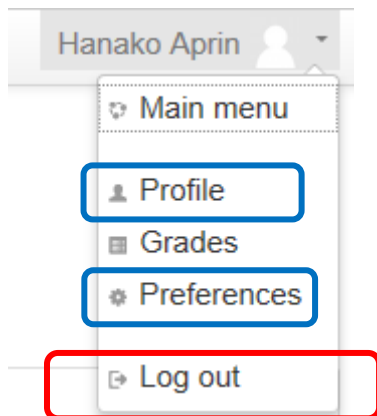 Hanako Aprin
Main menu
Profile
Grades
Preferences
Log out